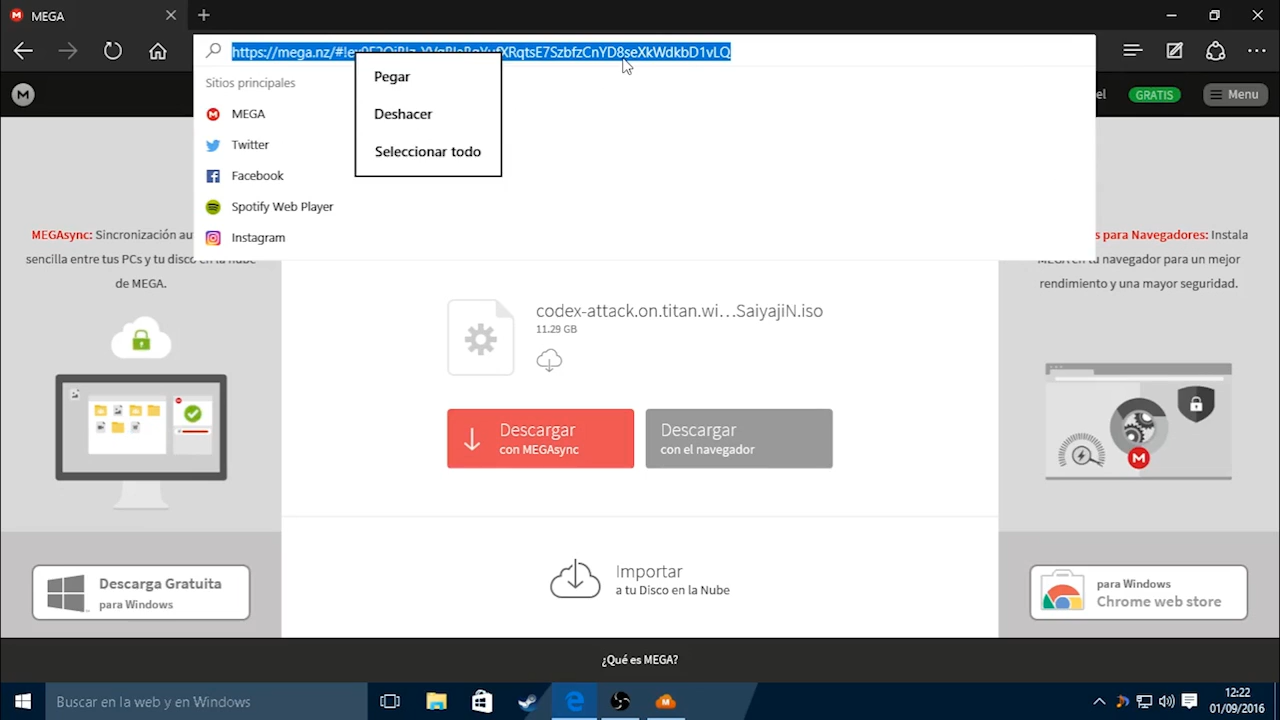 MEGA
https://mega.nz/#!
Pegar
Sitios principales
MEGA
Deshacer
GRATIS
Menu
Twitter
Seleccionar todo
Facebook
Spotify Web Player
Instagram
MEGAsync: Sincronización
sencilla entre tus PCs y tu disco en la nube
de MEGA.
para Navegadores: Instala
MEGA en tu navegador para un mejor
rendimiento y una mayor seguridad.
codex-attack.on.titan.wi…SaiyajiN.iso
11.29 GB
Descargar
con MEGAsync
Descargar
con el navegador
Importar
a tu Disco en la Nube
Descarga Gratuita
para Windows
para Windows
Chrome web store
¿Qué es MEGA?
Buscar en la web y en Windows
12:22
01/09/2016